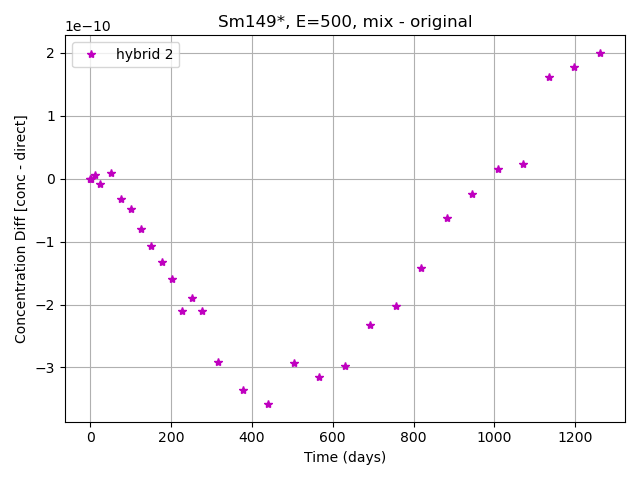 Sm149*, E=500, mix - original
1e−10
hybrid 2
2
1
0
−1
−2
−3
Concentration Diff [conc - direct]
0 200 400 600 800 1000 1200
Time (days)